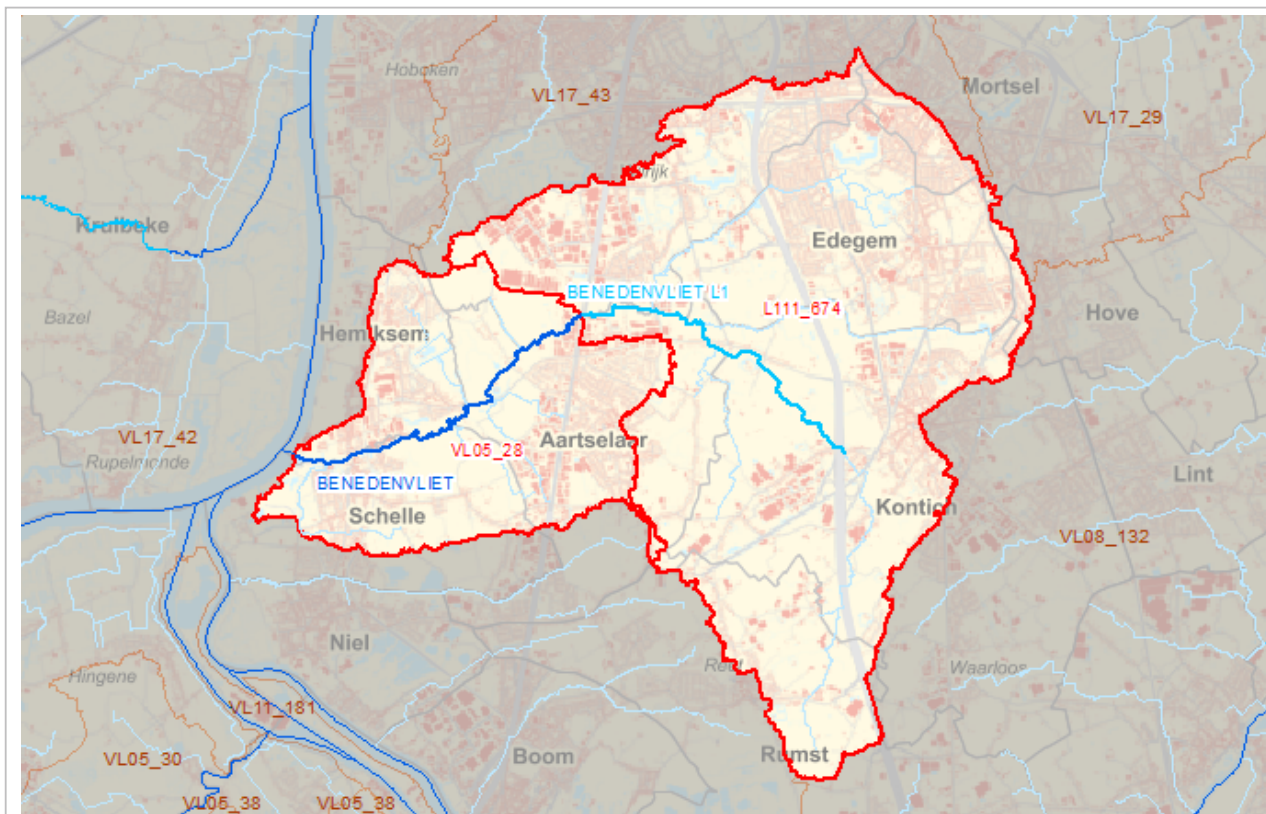 Hoboken
Mortsel
VL17_43
VL17_29
Kruibeke
Edegem
BENEDENVLIET/L1
L111_674
Bazel
Hemiksem
Hove
VL17_42
Aartselaar
VL05_28
Rupelmonde
BENEDENVLIET
Lint
Schelle
Kontich
VL08_132
Niel
Hingene
Waarloos
VL11_181
VL05_30
Boom
Rumst
VL05_38
VL05_38